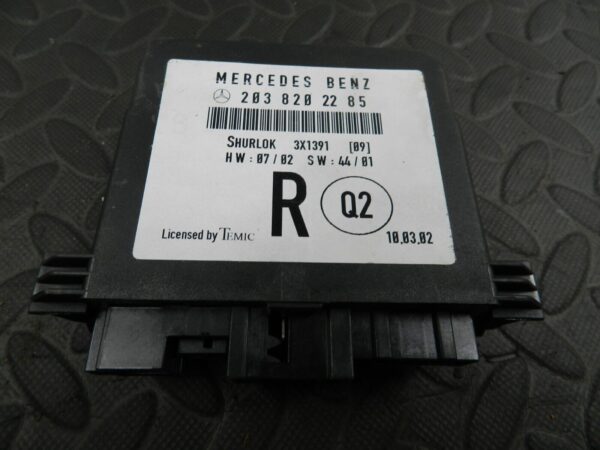 MERCEDES BENZ
203 820 22 85
SHURLOK 3X1391 [09]
HW:07/02 SW:44/01
R Q2
Licensed by TEMIC 10.03.02